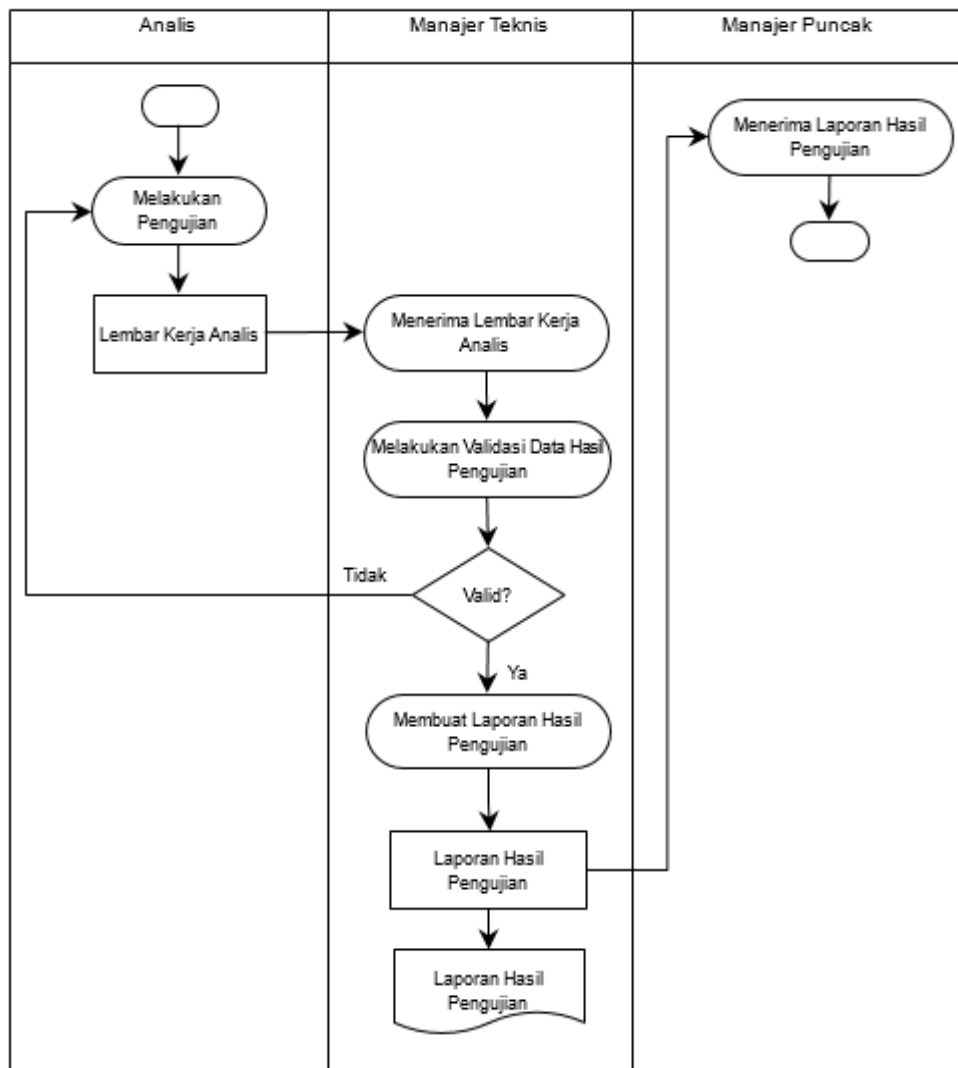 Analis
Manajer Teknis
Manajer Puncak
Melakukan
Pengujian
Lembar Kerja Analis
Menerima Lembar Kerja
Analis
Melakukan Validasi Data Hasil
Pengujian
Valid?
Tidak
Ya
Membuat Laporan Hasil
Pengujian
Laporan Hasil
Pengujian
Laporan Hasil
Pengujian
Menerima Laporan Hasil
Pengujian